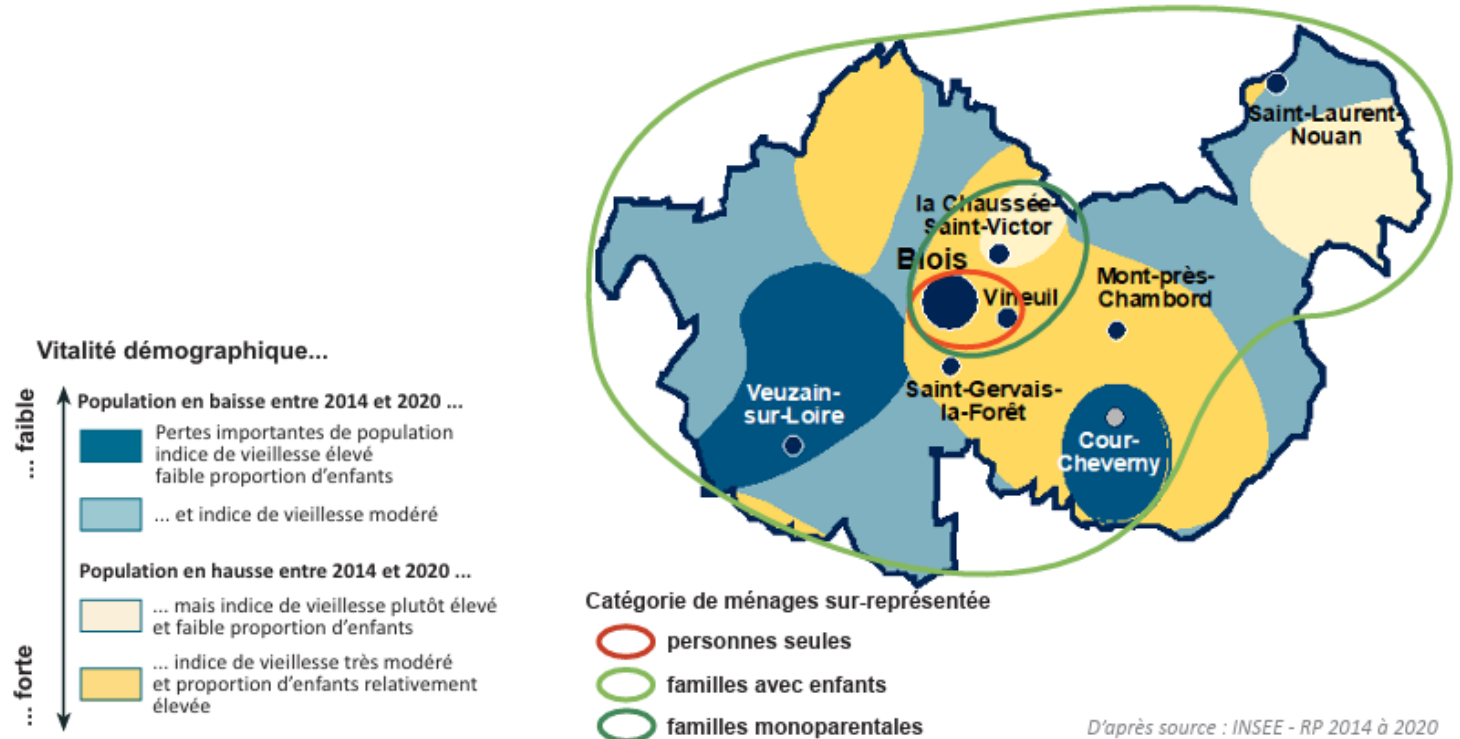 Vitalité démographique...
... faible
Population en baisse entre 2014 et 2020 ...
Pertes importantes de population
indice de vieillesse élevé
faible proportion d'enfants
... et indice de vieillesse modéré
Population en hausse entre 2014 et 2020 ...
... mais indice de vieillesse plutôt élevé
et faible proportion d'enfants
... indice de vieillesse très modéré
et proportion d'enfants relativement
élevée
... forte
Saint-Laurent-
Nouan
la Chaussée-
Saint-Victor
Blois
Vineuil
Mont-près-
Chambord
Veuzain-
sur-Loire
Saint-Gervais-
la-Forêt
Cour-
Cheverny
Catégorie de ménages sur-représentée
personnes seules
familles avec enfants
familles monoparentales
D'après source : INSEE - RP 2014 à 2020